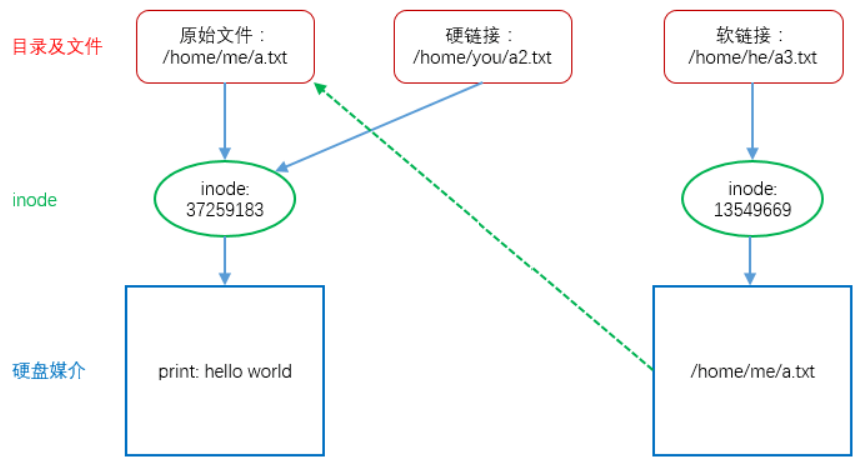 目录及文件
原始文件：
/home/me/a.txt
硬链接：
/home/you/a2.txt
软链接：
/home/he/a3.txt
inode
inode:
37259183
inode:
13549669
硬盘媒介
print: hello world
/home/me/a.txt